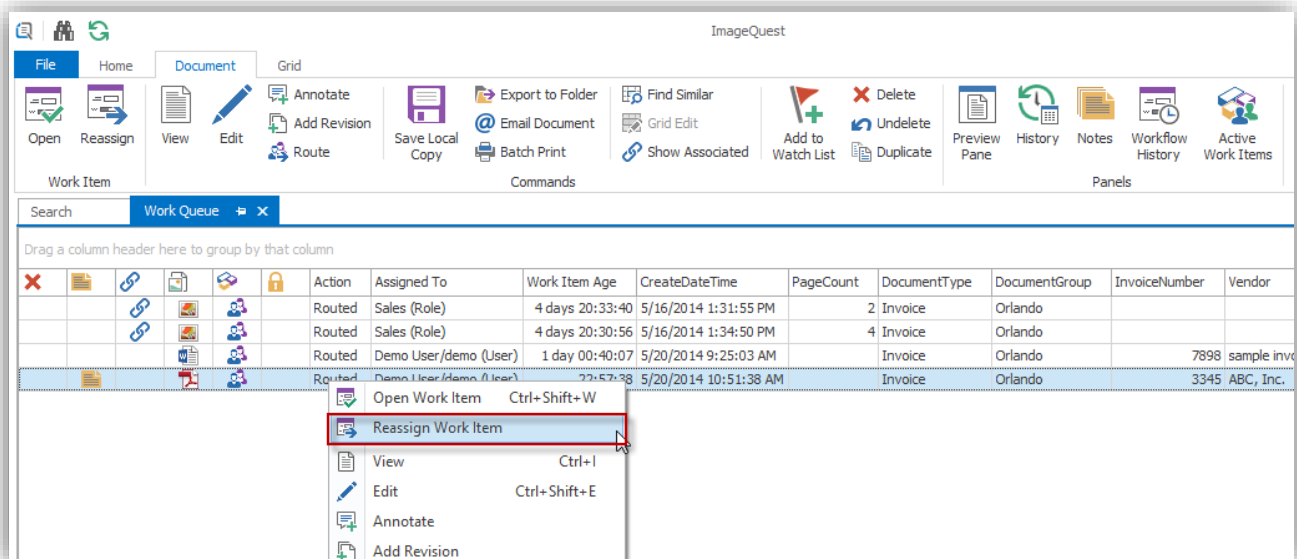 ImageQuest
File Home Document Grid
Open Reassign View Edit Annotate Add Revision Route Save Local Copy Export to Folder @ Email Document Batch Print Find Similar Grid Edit Show Associated Add to Watch List Delete Undelete Duplicate Preview Pane History Notes Workflow History Active Work Items
Work Item Commands Panels
Search Work Queue
Drag a column header here to group by that column
Action Assigned To Work Item Age CreateDateTime PageCount DocumentType DocumentGroup InvoiceNumber Vendor
Routed Sales (Role) 4 days 20:33:40 5/16/2014 1:31:55 PM 2 Invoice Orlando
Routed Sales (Role) 4 days 20:30:56 5/16/2014 1:34:50 PM 4 Invoice Orlando
Routed Demo User/demo (User) 1 day 00:40:07 5/20/2014 9:25:03 AM Invoice Orlando 7898 sample invo
Routed Demo User/demo (User) 22:57:38 5/20/2014 10:51:38 AM Invoice Orlando 3345 ABC, Inc.
Open Work Item Ctrl+Shift+W
Reassign Work Item
View Ctrl+I
Edit Ctrl+Shift+E
Annotate
Add Revision